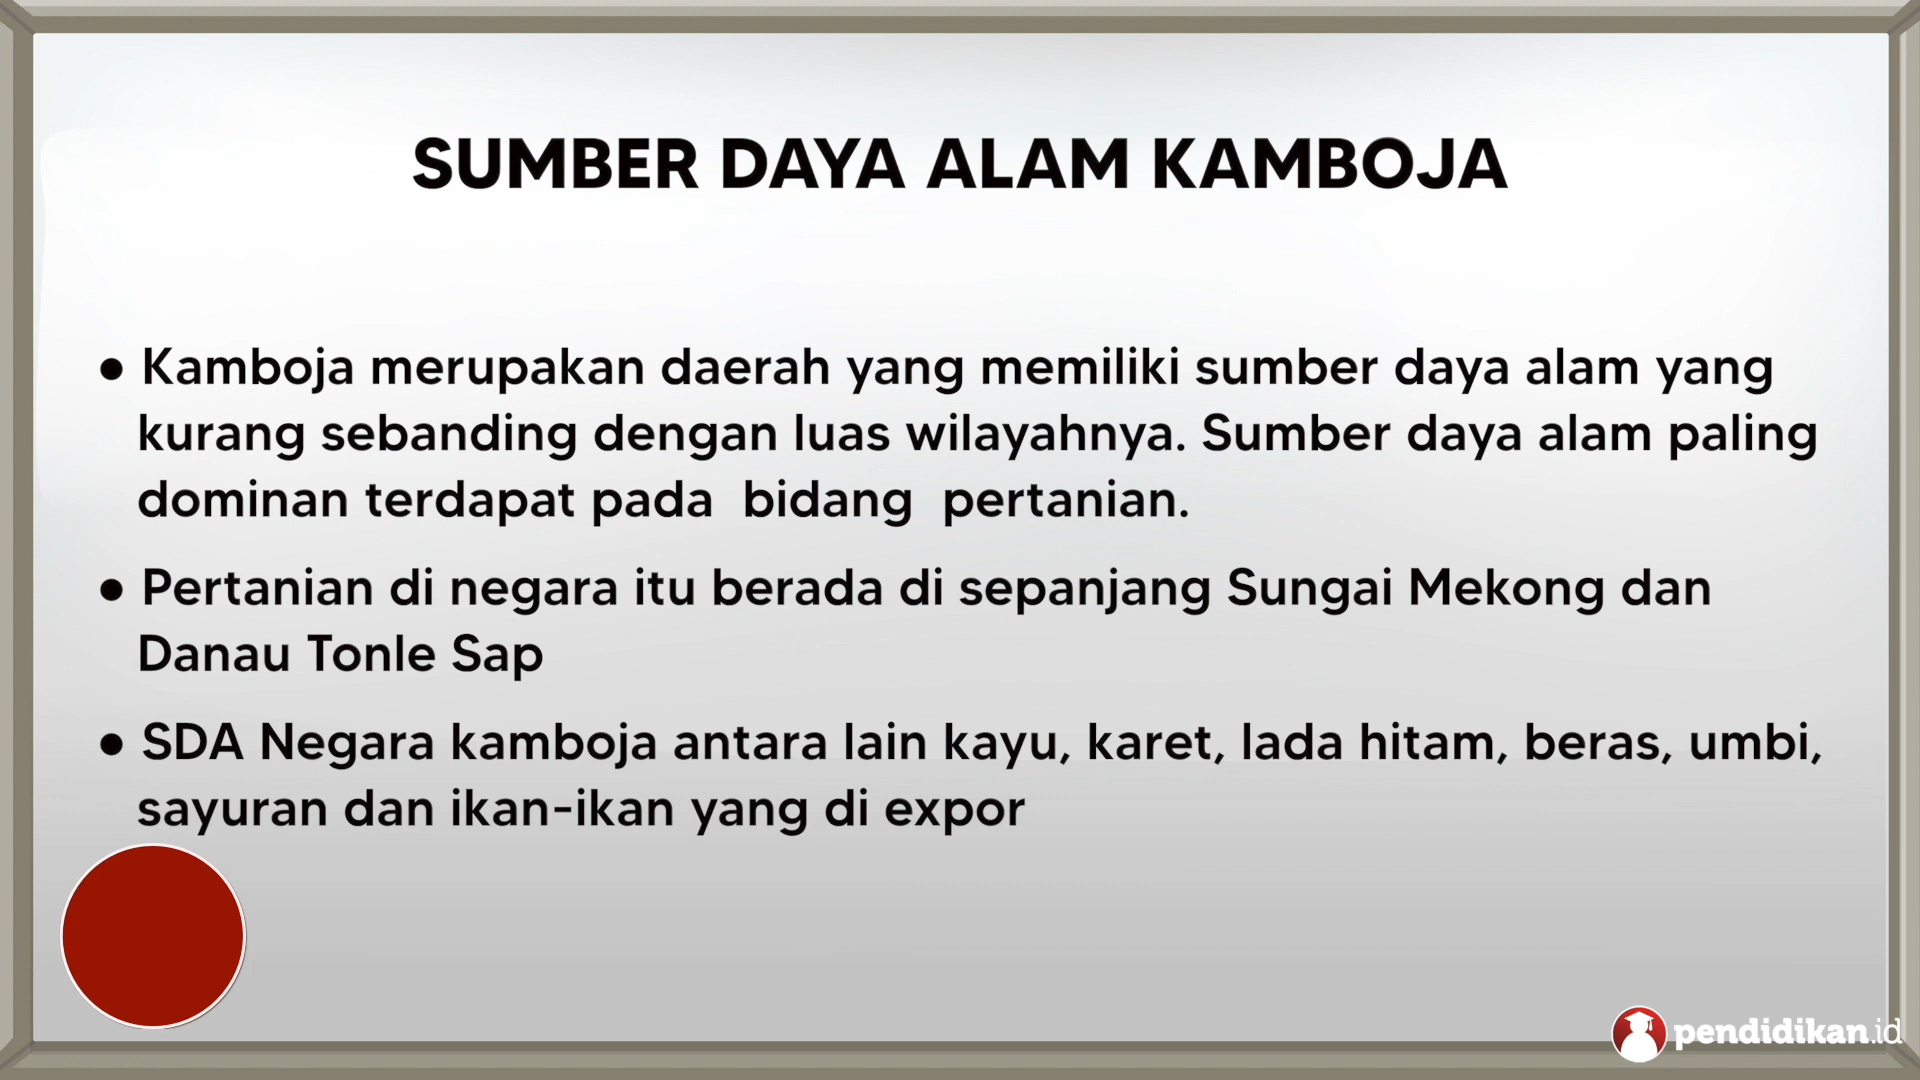 SUMBER DAYA ALAM KAMBOJA
● Kamboja merupakan daerah yang memiliki sumber daya alam yang
kurang sebanding dengan luas wilayahnya. Sumber daya alam paling
dominan terdapat pada bidang pertanian.
● Pertanian di negara itu berada di sepanjang Sungai Mekong dan
Danau Tonle Sap
● SDA Negara kamboja antara lain kayu, karet, lada hitam, beras, umbi,
sayuran dan ikan-ikan yang di expor
pendidikan.id